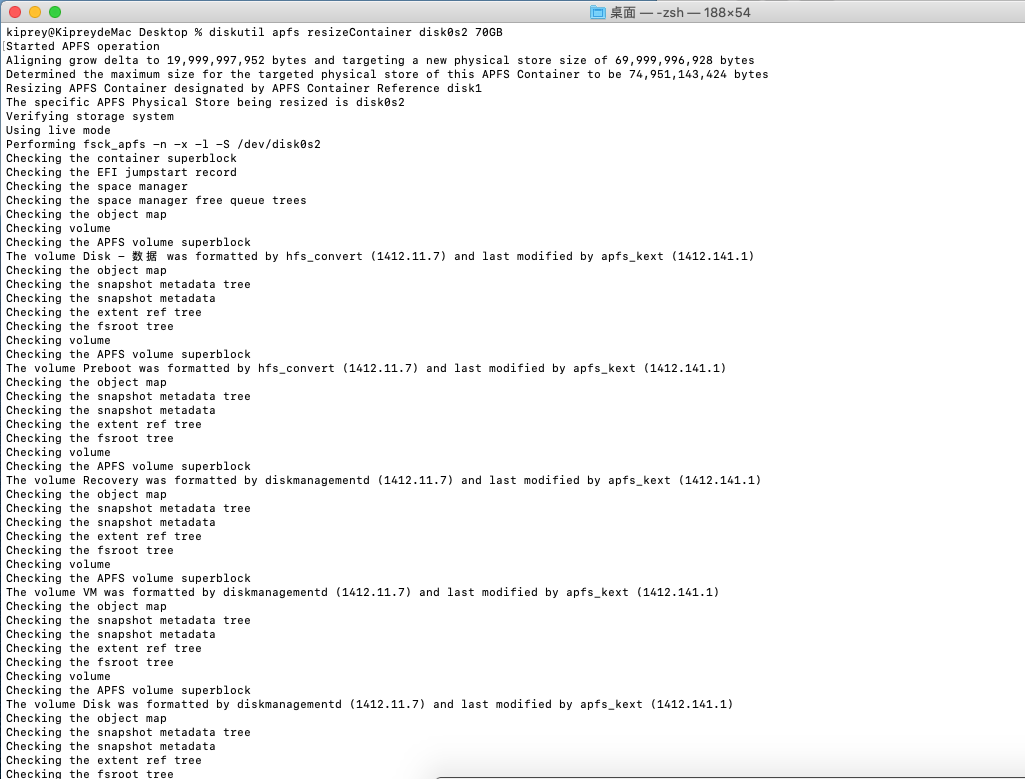 桌面 — -zsh — 188×54
kiprey@KipreydeMac Desktop % diskutil apfs resizeContainer disk0s2 70GB
Started APFS operation
Aligning grow delta to 19,999,997,952 bytes and targeting a new physical store size of 69,999,996,928 bytes
Determined the maximum size for the targeted physical store of this APFS Container to be 74,951,143,424 bytes
Resizing APFS Container designated by APFS Container Reference disk1
The specific APFS Physical Store being resized is disk0s2
Verifying storage system
Using live mode
Performing fsck_apfs -n -x -l -S /dev/disk0s2
Checking the container superblock
Checking the EFI jumpstart record
Checking the space manager
Checking the space manager free queue trees
Checking the object map
Checking volume
Checking the APFS volume superblock
The volume Disk - 数据 was formatted by hfs_convert (1412.11.7) and last modified by apfs_kext (1412.141.1)
Checking the object map
Checking the snapshot metadata tree
Checking the snapshot metadata
Checking the extent ref tree
Checking the fsroot tree
Checking volume
Checking the APFS volume superblock
The volume Preboot was formatted by hfs_convert (1412.11.7) and last modified by apfs_kext (1412.141.1)
Checking the object map
Checking the snapshot metadata tree
Checking the snapshot metadata
Checking the extent ref tree
Checking the fsroot tree
Checking volume
Checking the APFS volume superblock
The volume Recovery was formatted by diskmanagementd (1412.11.7) and last modified by apfs_kext (1412.141.1)
Checking the object map
Checking the snapshot metadata tree
Checking the snapshot metadata
Checking the extent ref tree
Checking the fsroot tree
Checking volume
Checking the APFS volume superblock
The volume VM was formatted by diskmanagementd (1412.11.7) and last modified by apfs_kext (1412.141.1)
Checking the object map
Checking the snapshot metadata tree
Checking the snapshot metadata
Checking the extent ref tree
Checking the fsroot tree
Checking volume
Checking the APFS volume superblock
The volume Disk was formatted by diskmanagementd (1412.11.7) and last modified by apfs_kext (1412.141.1)
Checking the object map
Checking the snapshot metadata tree
Checking the snapshot metadata
Checking the extent ref tree
Checking the fsroot tree